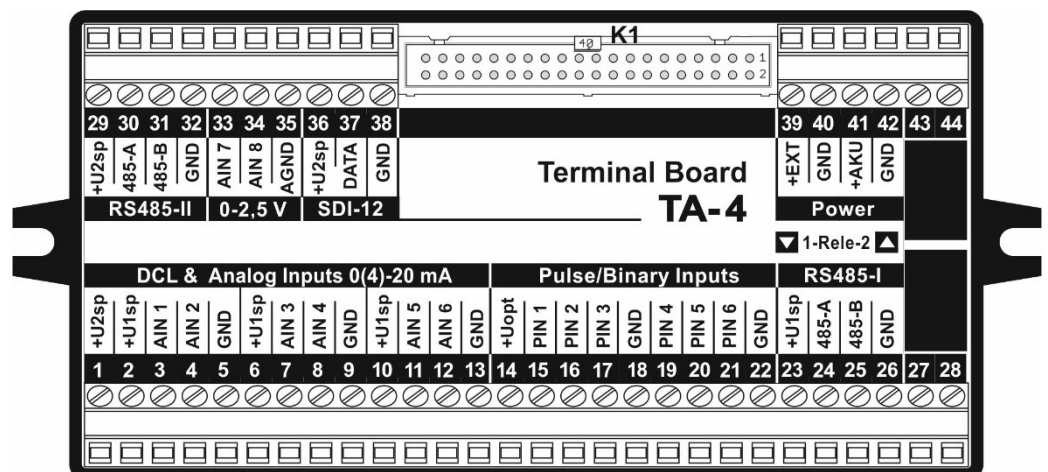 K1
40
1
2
29 30 31 32 33 34 35 36 37 38 39 40 41 42 43 44
+U2sp 485-A 485-B GND AIN 7 AIN 8 AGND +U2sp DATA GND +EXT GND +AKU GND
Terminal Board
TA-4
RS485-II 0-2,5 V SDI-12 Power
1-Rele-2
DCL & Analog Inputs 0(4)-20 mA Pulse/Binary Inputs RS485-I
+U2sp +U1sp AIN 1 AIN 2 GND +U1sp AIN 3 AIN 4 GND +U1sp AIN 5 AIN 6 GND +Uopt PIN 1 PIN 2 PIN 3 GND PIN 4 PIN 5 PIN 6 GND +U1sp 485-A 485-B GND
1 2 3 4 5 6 7 8 9 10 11 12 13 14 15 16 17 18 19 20 21 22 23 24 25 26 27 28